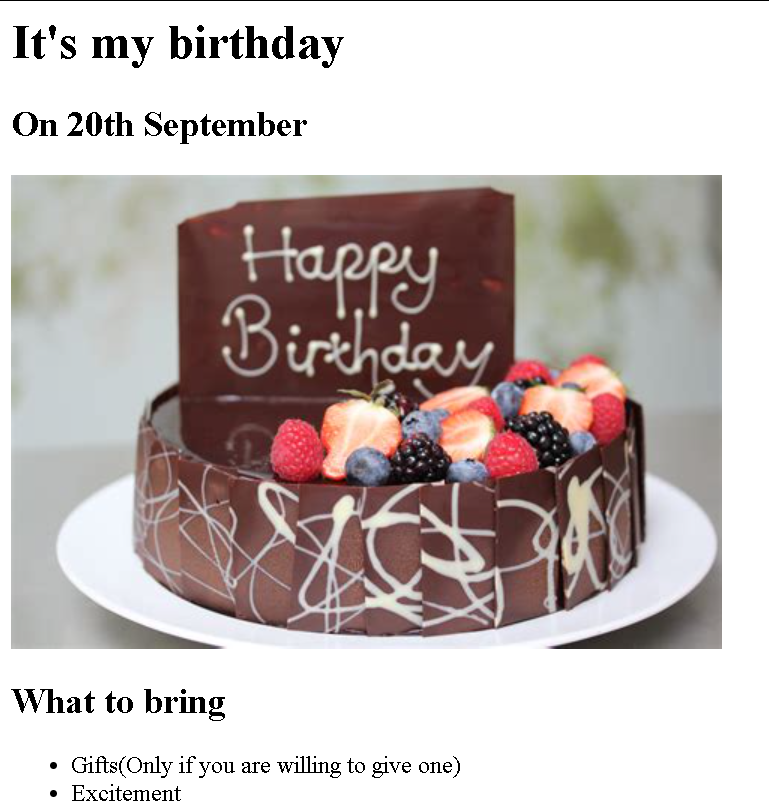 It's my birthday
On 20th September
Happy
Birthday
What to bring
Gifts(Only if you are willing to give one)
Excitement